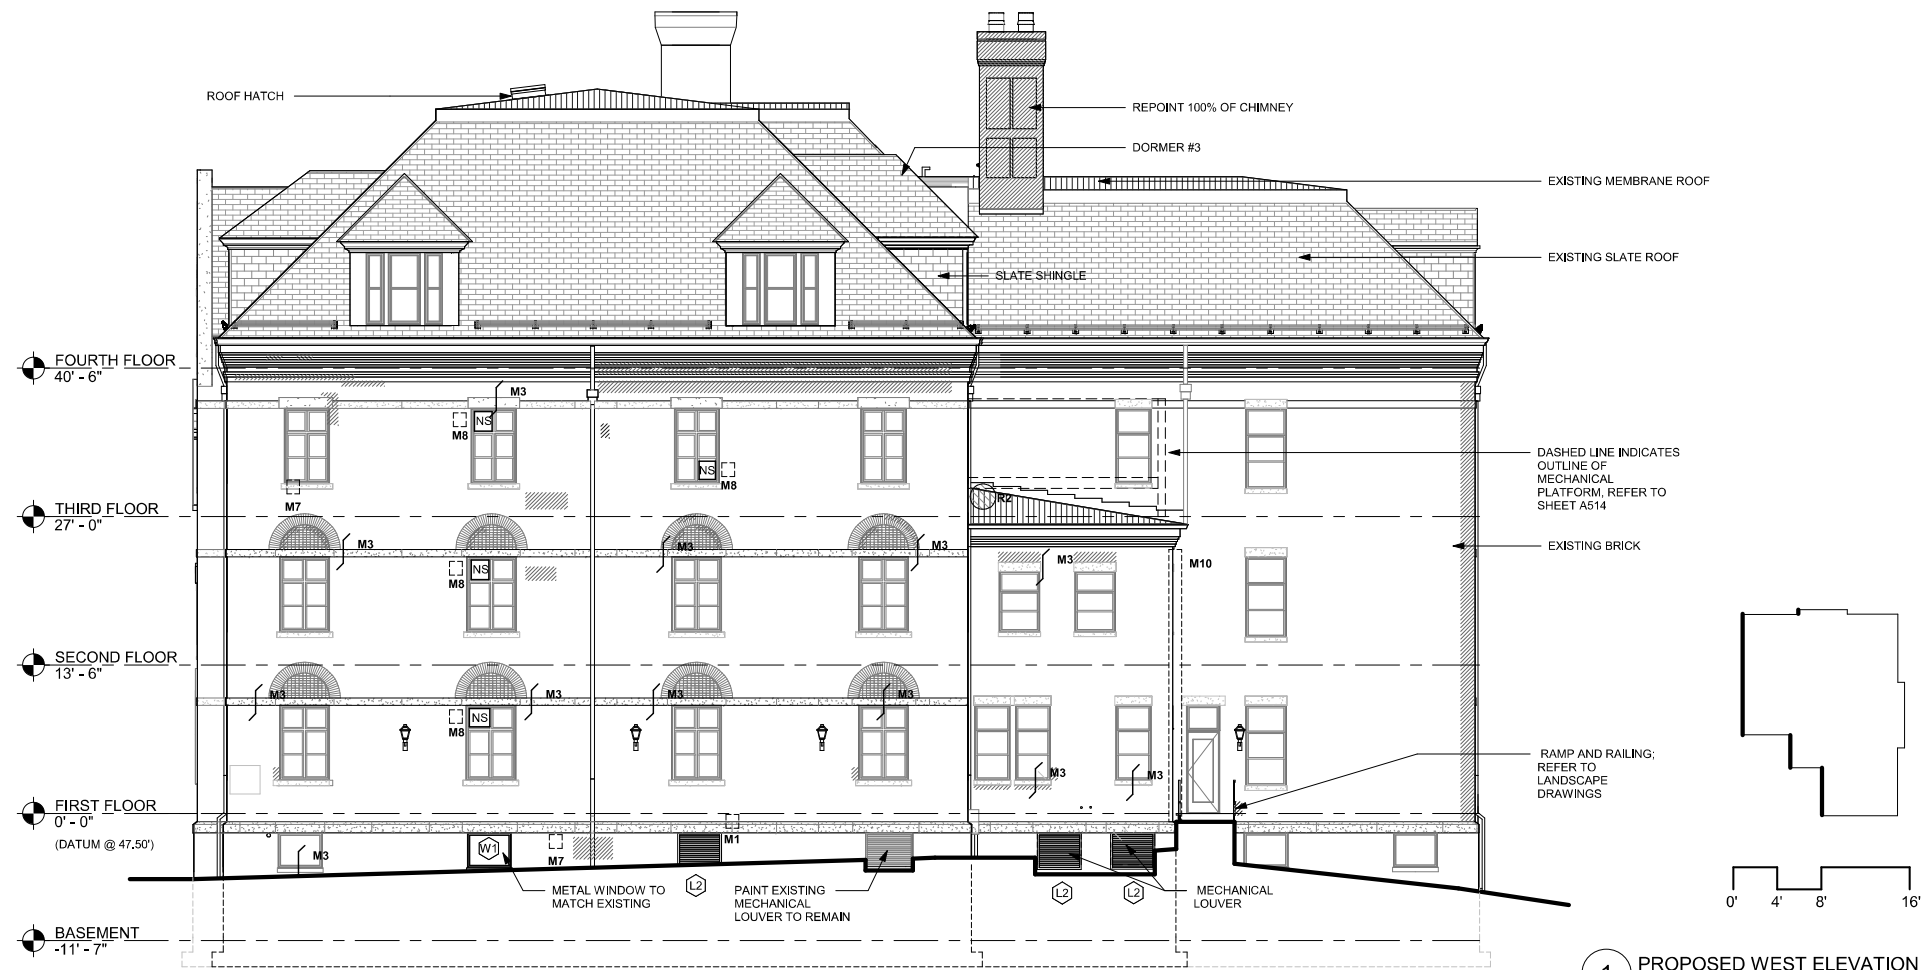 ROOF HATCH
REPOINT 100% OF CHIMNEY
DORMER #3
EXISTING MEMBRANE ROOF
EXISTING SLATE ROOF
SLATE SHINGLE
FOURTH FLOOR
40' - 6"
M3
NS
M8
NS
M8
M7
R2
DASHED LINE INDICATES
OUTLINE OF
MECHANICAL
PLATFORM, REFER TO
SHEET A514
THIRD FLOOR
27' - 0"
M3
M3
M3
M3
M10
EXISTING BRICK
NS
M8
SECOND FLOOR
13' - 6"
M3
M3
M3
M3
NS
M8
M3
M3
RAMP AND RAILING;
REFER TO
LANDSCAPE
DRAWINGS
FIRST FLOOR
0' - 0"
(DATUM @ 47.50')
M3
W1
M7
M1
L2
L2
L2
METAL WINDOW TO
MATCH EXISTING
PAINT EXISTING
MECHANICAL
LOUVER TO REMAIN
MECHANICAL
LOUVER
0' 4' 8' 16'
BASEMENT
-11' - 7"
1 PROPOSED WEST ELEVATION